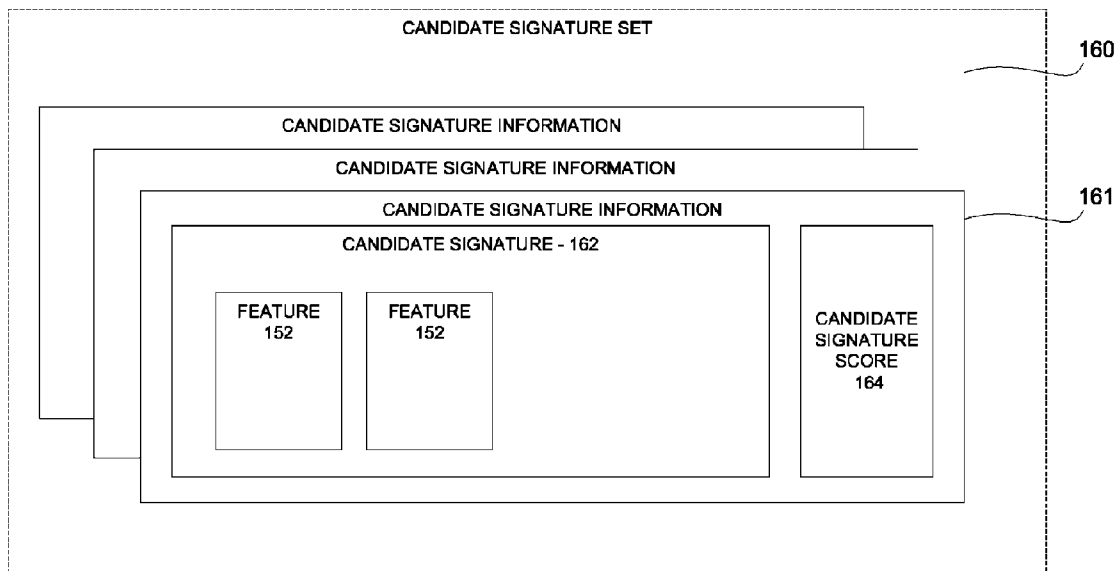 CANDIDATE SIGNATURE SET
160
CANDIDATE SIGNATURE INFORMATION
CANDIDATE SIGNATURE INFORMATION
161
CANDIDATE SIGNATURE INFORMATION
CANDIDATE SIGNATURE - 162
FEATURE
152
FEATURE
152
CANDIDATE
SIGNATURE
SCORE
164